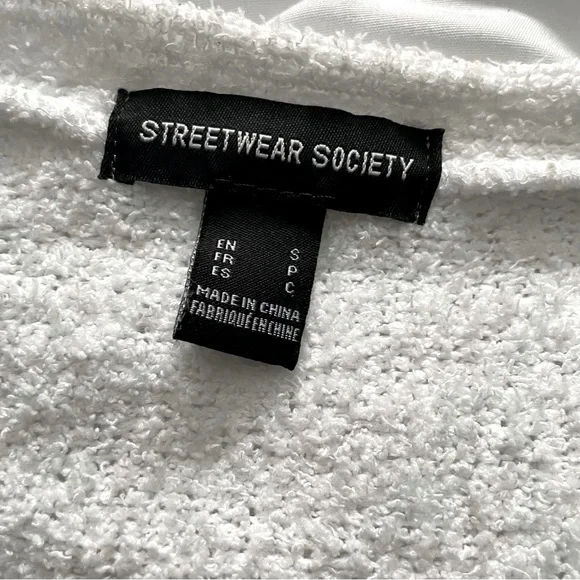 STREETWEAR SOCIETY
EN S
FR P
ES C
MADE IN CHINA
FABRIQUÉ EN CHINE